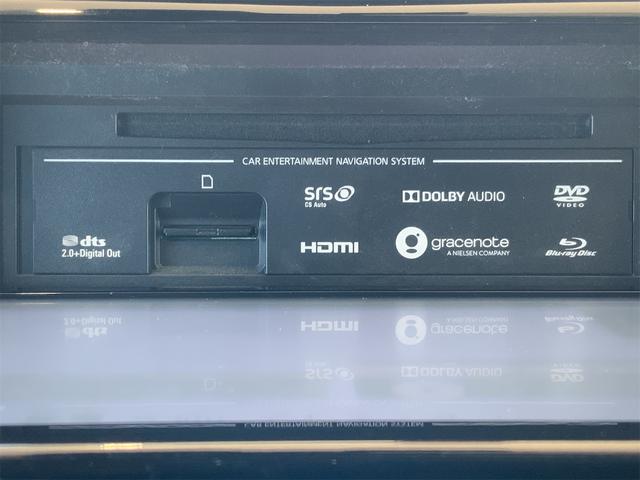 CAR ENTERTAINMENT NAVIGATION SYSTEM
SRS
CS Auto
DOLBY AUDIO
DVD
VIDEO
dts
2.0+Digital Out
HDMI
gracenote
A NIELSEN COMPANY
Blu-ray Disc